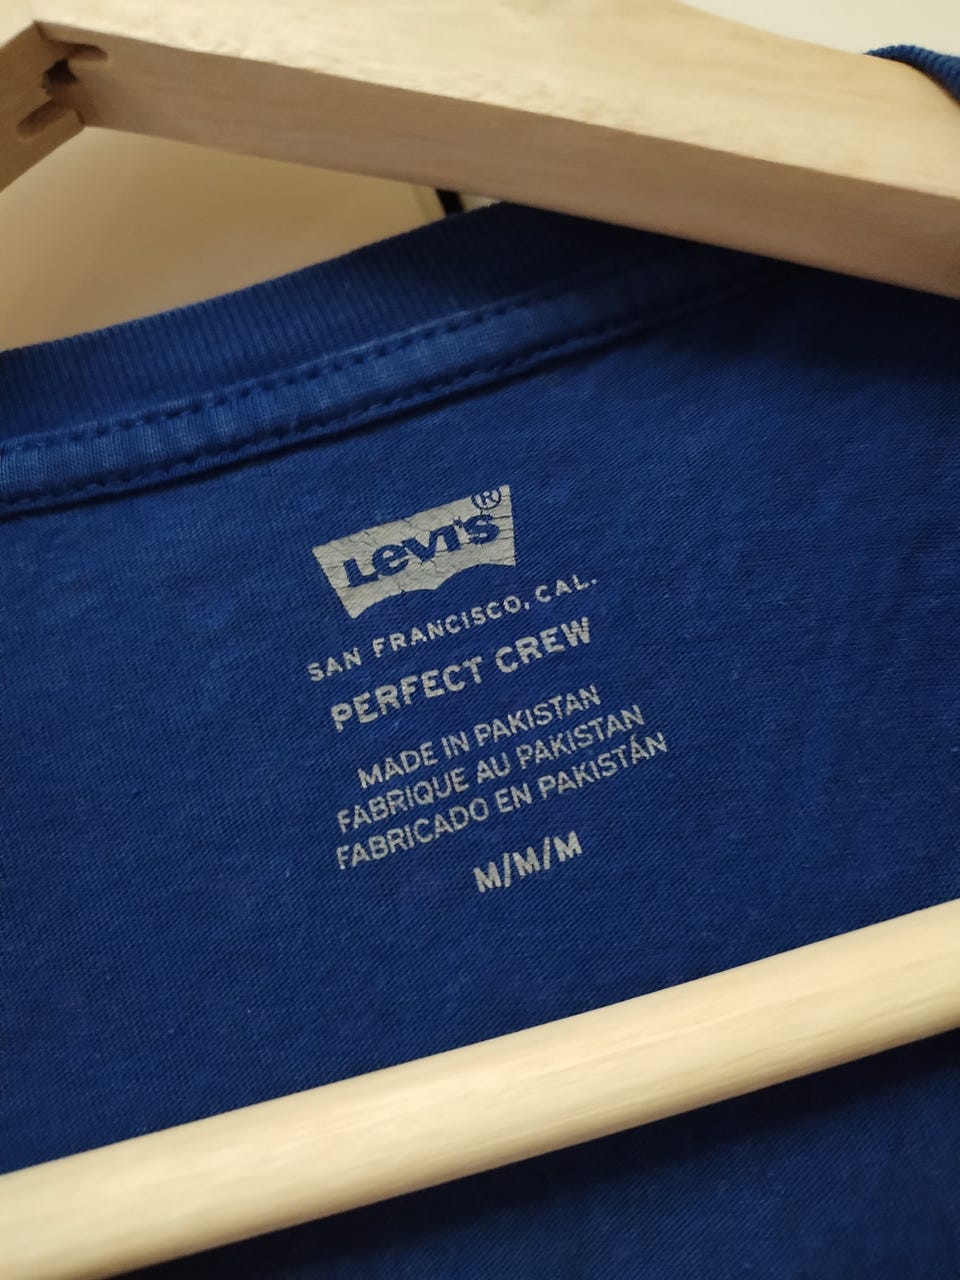 Levi's®
SAN FRANCISCO, CAL.
PERFECT CREW
MADE IN PAKISTAN
FABRIQUE AU PAKISTAN
FABRICADO EN PAKISTÁN
M/M/M